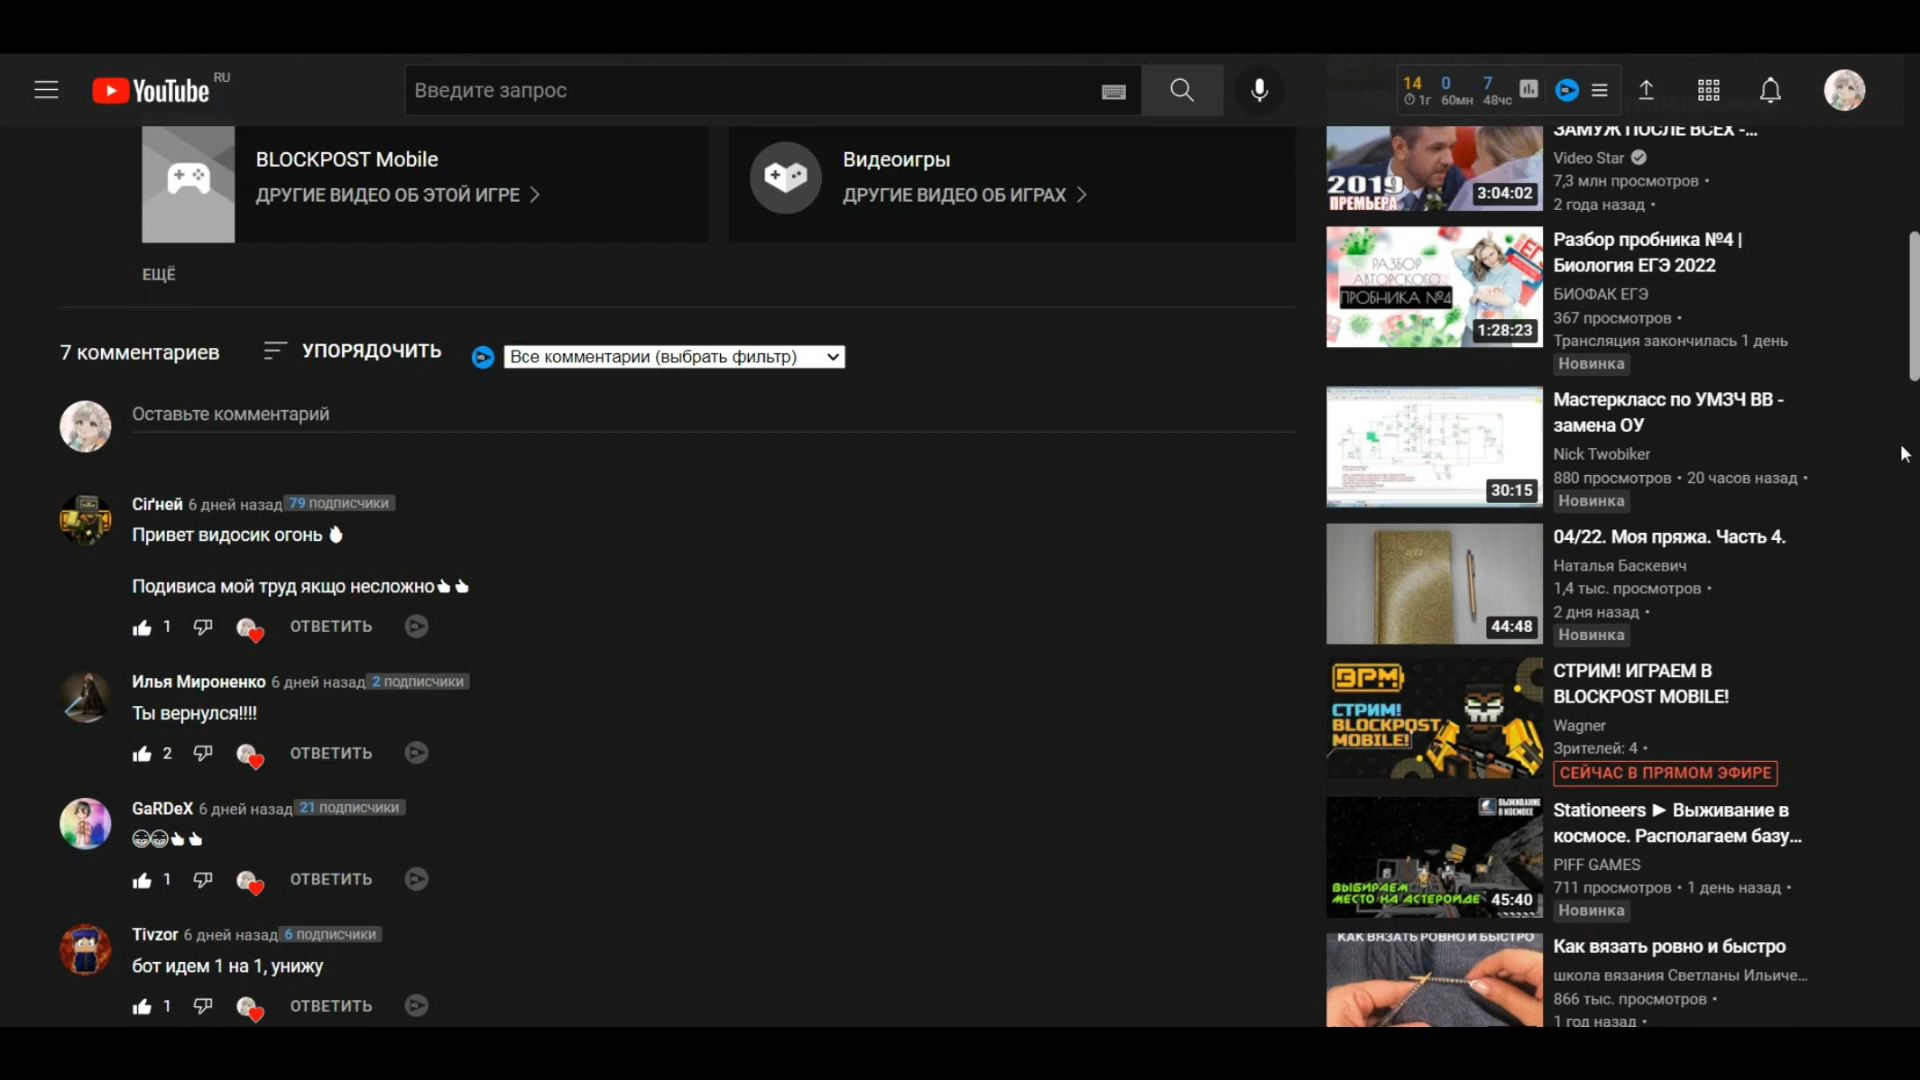 YouTube RU
Введите запрос
14 0 7
1г 60мн 48чс
BLOCKPOST Mobile
ДРУГИЕ ВИДЕО ОБ ЭТОЙ ИГРЕ
Видеоигры
ДРУГИЕ ВИДЕО ОБ ИГРАХ
ЕЩЁ
7 комментариев
УПОРЯДОЧИТЬ
Все комментарии (выбрать фильтр)
Оставьте комментарий
Сіґней 6 дней назад 79 подписчики
Привет видосик огонь
Подивиса мой труд якщо несложно
1 ОТВЕТИТЬ
Илья Мироненко 6 дней назад 2 подписчики
Ты вернулся!!!!
2 ОТВЕТИТЬ
GaRDeX 6 дней назад 21 подписчики
😁😁👍👍
1 ОТВЕТИТЬ
Tivzor 6 дней назад 6 подписчики
бот идем 1 на 1, унижу
1 ОТВЕТИТЬ
2019
ПРЕМЬЕРА
3:04:02
ЗАМУЖ ПОСЛЕ ВСЕХ -...
Video Star
7,3 млн просмотров •
2 года назад •
РАЗБОР
АВТОРСКОГО
ПРОБНИКА №4
1:28:23
Разбор пробника №4 |
Биология ЕГЭ 2022
БИОФАК ЕГЭ
367 просмотров •
Трансляция закончилась 1 день
Новинка
30:15
Мастеркласс по УМЗЧ ВВ -
замена ОУ
Nick Twobiker
880 просмотров • 20 часов назад •
Новинка
44:48
04/22. Моя пряжа. Часть 4.
Наталья Баскевич
1,4 тыс. просмотров •
2 дня назад •
Новинка
СТРИМ!
BLOCKPOST
MOBILE!
СТРИМ! ИГРАЕМ В
BLOCKPOST MOBILE!
Wagner
Зрителей: 4 •
СЕЙЧАС В ПРЯМОМ ЭФИРЕ
ВЫЖИВАНИЕ
В КОСМОСЕ
ВЫБИРАЕМ
МЕСТО НА АСТЕРОИДЕ
45:40
Stationeers ► Выживание в
космосе. Располагаем базу...
PIFF GAMES
711 просмотров • 1 день назад •
Новинка
КАК ВЯЗАТЬ РОВНО И БЫСТРО
Как вязать ровно и быстро
школа вязания Светланы Ильиче...
866 тыс. просмотров •
1 год назад •